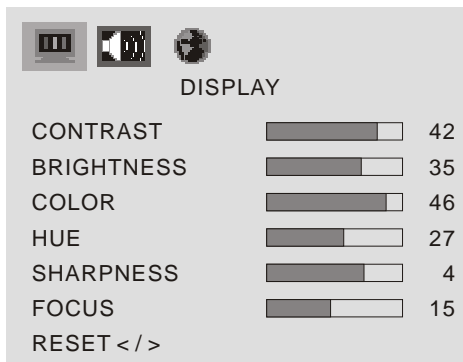 DISPLAY
CONTRAST 42
BRIGHTNESS 35
COLOR 46
HUE 27
SHARPNESS 4
FOCUS 15
RESET < / >